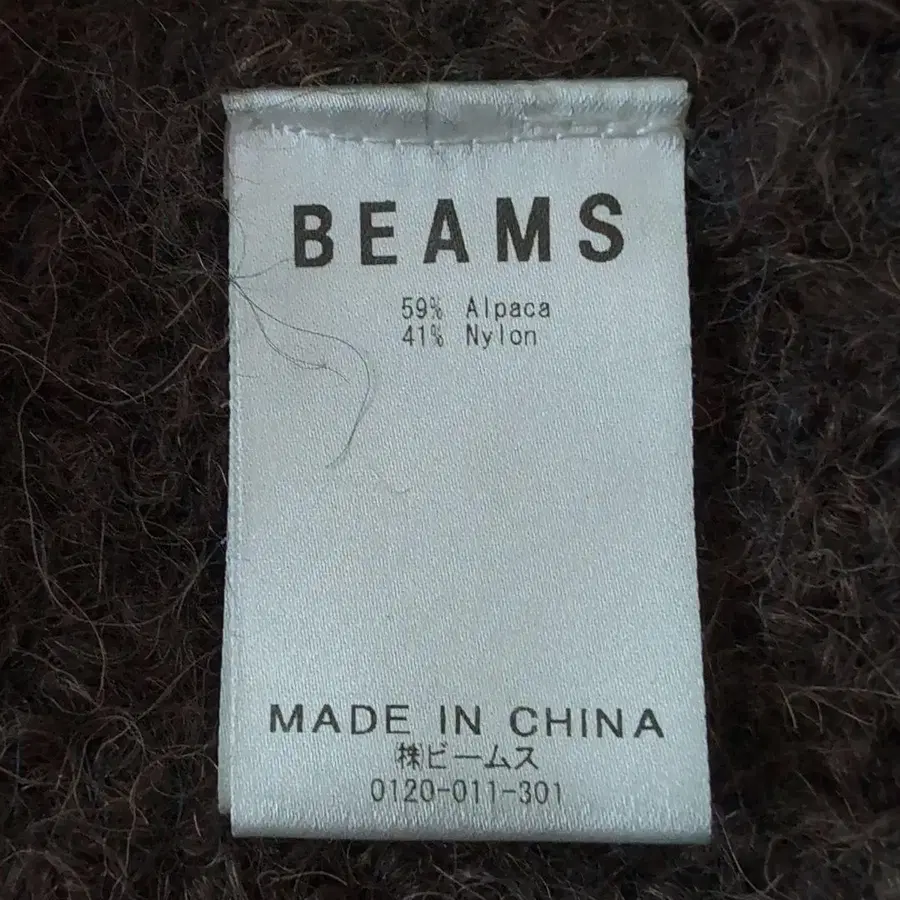 BEAMS
59% Alpaca
41% Nylon
MADE IN CHINA
㈱ビームス
0120-011-301